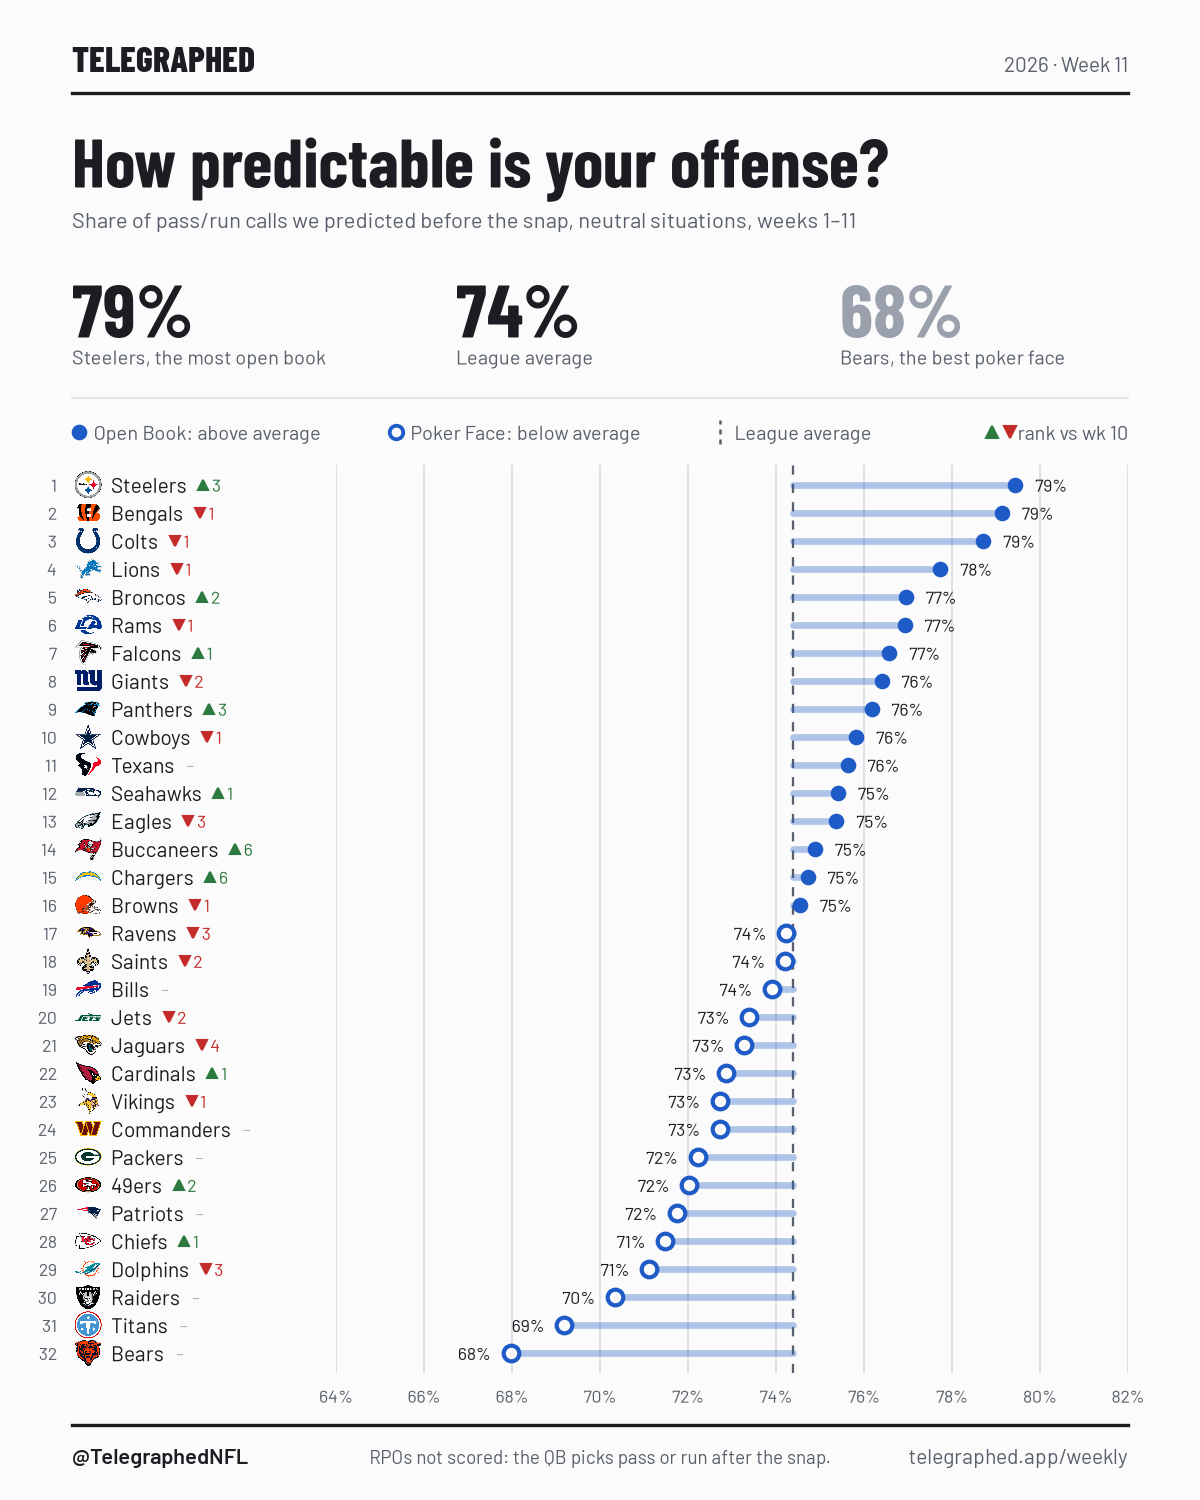 TELEGRAPHED
2026 · Week 11
How predictable is your offense?
Share of pass/run calls we predicted before the snap, neutral situations, weeks 1–11
79% 74% 68%
Steelers, the most open book League average Bears, the best poker face
Open Book: above average Poker Face: below average League average ▲▼rank vs wk 10
1 Steelers ▲3 79%
2 Bengals ▼1 79%
3 Colts ▼1 79%
4 Lions ▼1 78%
5 Broncos ▲2 77%
6 Rams ▼1 77%
7 Falcons ▲1 77%
8 ny Giants ▼2 76%
9 Panthers ▲3 76%
10 Cowboys ▼1 76%
11 Texans – 76%
12 Seahawks ▲1 75%
13 Eagles ▼3 75%
14 Buccaneers ▲6 75%
15 Chargers ▲6 75%
16 Browns ▼1 75%
17 Ravens ▼3 74%
18 Saints ▼2 74%
19 Bills – 74%
20 JETS Jets ▼2 73%
21 Jaguars ▼4 73%
22 Cardinals ▲1 73%
23 Vikings ▼1 73%
24 W Commanders – 73%
25 G Packers – 72%
26 SF 49ers ▲2 72%
27 Patriots – 72%
28 KC Chiefs ▲1 71%
29 Dolphins ▼3 71%
30 Raiders – 70%
31 T Titans – 69%
32 Bears – 68%
64% 66% 68% 70% 72% 74% 76% 78% 80% 82%
@TelegraphedNFL RPOs not scored: the QB picks pass or run after the snap. telegraphed.app/weekly